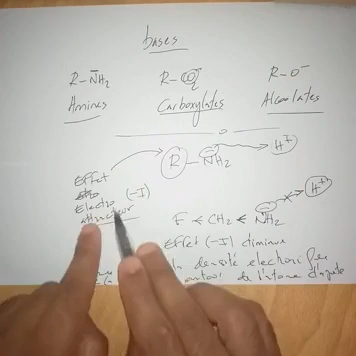 bases
R-NH₂ R-CO₂⁻ R-O⁻
Amines Carboxylates Alcoolates
R-NH₂ H⁺
Effet
Electro (-I)
attracteur
F < CH₂ < NH₂ H⁺
Effet (-I) diminue
la densité electroni
autour de l'atome d'azote